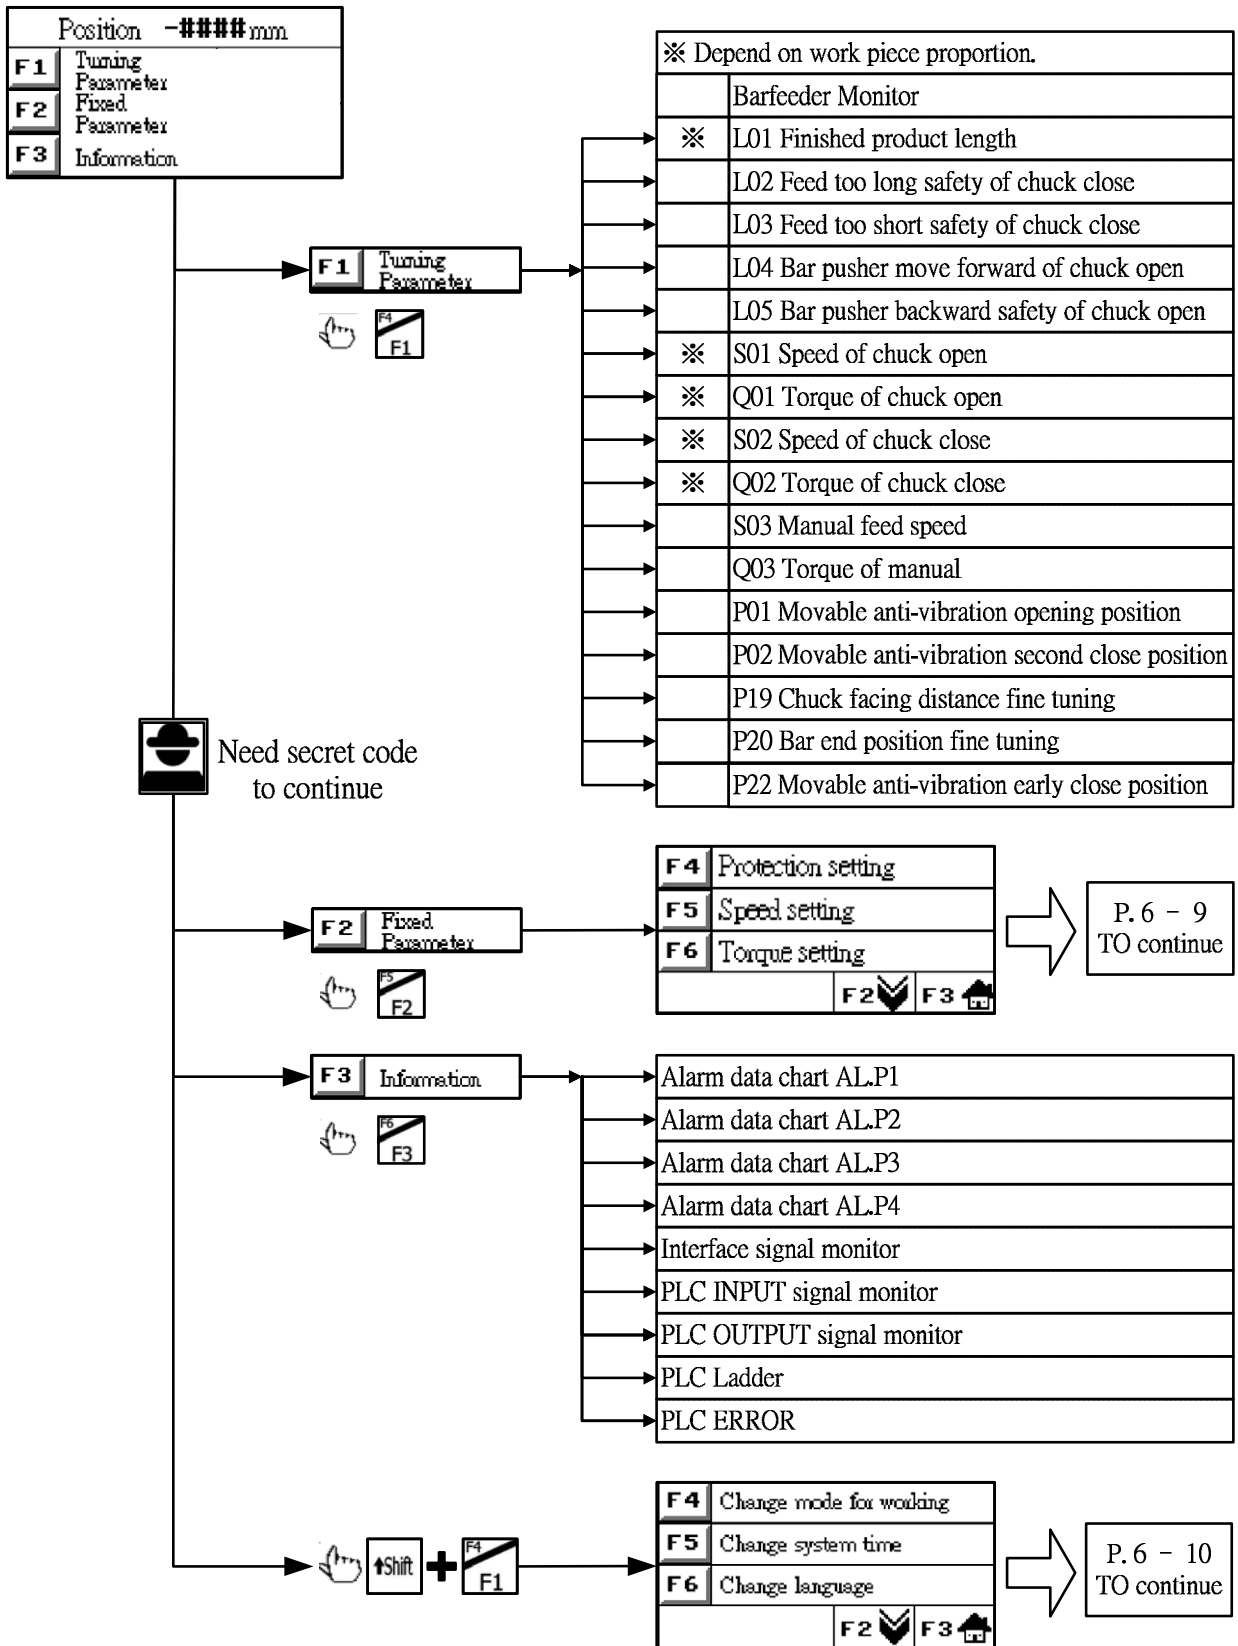 Position -####mm
F1 Tuming
Parameter
F2 Fixed
Parameter
F3 Information
※ Depend on work piece proportion.
Barfeeder Monitor
※ L01 Finished product length
L02 Feed too long safety of chuck close
L03 Feed too short safety of chuck close
L04 Bar pusher move forward of chuck open
L05 Bar pusher backward safety of chuck open
※ S01 Speed of chuck open
※ Q01 Torque of chuck open
※ S02 Speed of chuck close
※ Q02 Torque of chuck close
S03 Manual feed speed
Q03 Torque of manual
P01 Movable anti-vibration opening position
P02 Movable anti-vibration second close position
P19 Chuck facing distance fine tuning
P20 Bar end position fine tuning
P22 Movable anti-vibration early close position
F1 Tuming
Parameter
F4
F1
Need secret code
to continue
F2 Fixed
Parameter
F5
F2
F4 Protection setting
F5 Speed setting
F6 Torque setting
F2 F3
P.6 - 9
TO continue
F3 Information
F6
F3
Alarm data chart AL.P1
Alarm data chart AL.P2
Alarm data chart AL.P3
Alarm data chart AL.P4
Interface signal monitor
PLC INPUT signal monitor
PLC OUTPUT signal monitor
PLC Ladder
PLC ERROR
↑Shift + F4
F1
F4 Change mode for working
F5 Change system time
F6 Change language
F2 F3
P.6 - 10
TO continue